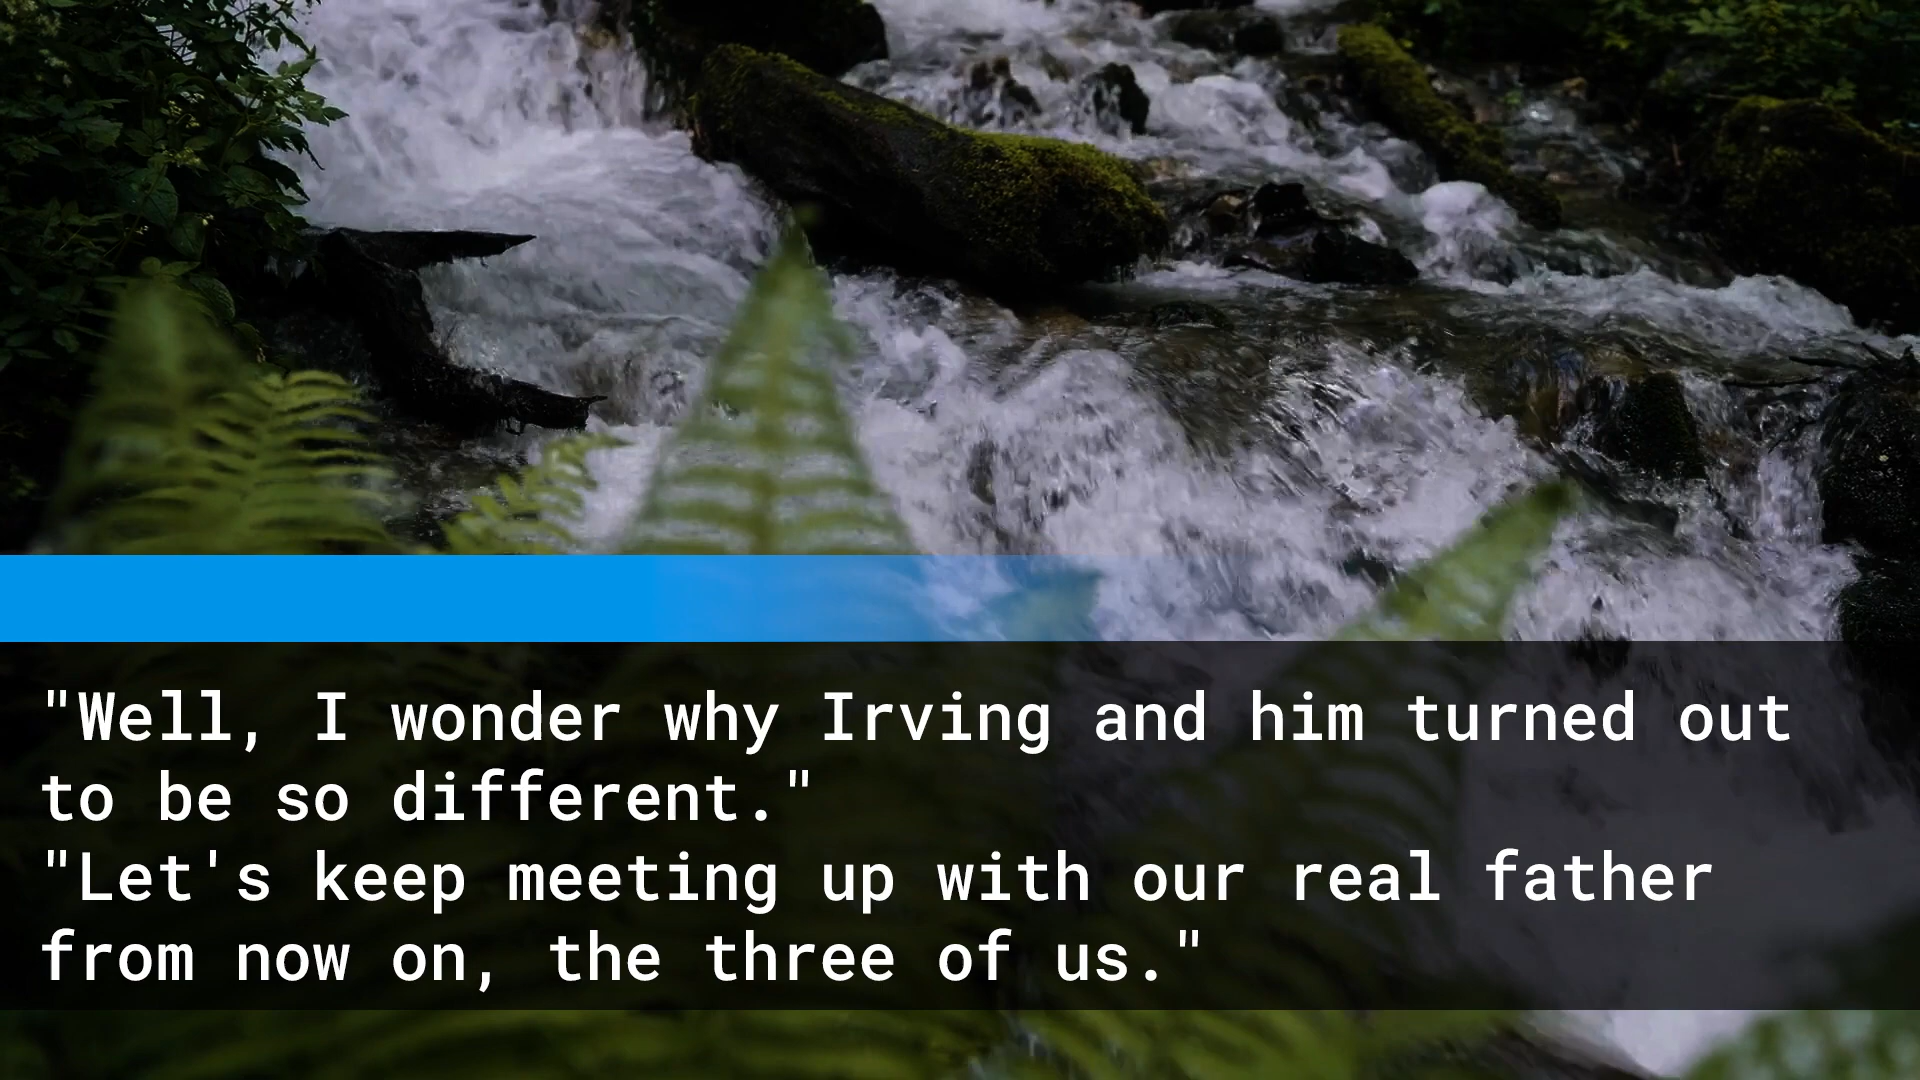 "Well, I wonder why Irving and him turned out
to be so different."
"Let's keep meeting up with our real father
from now on, the three of us."